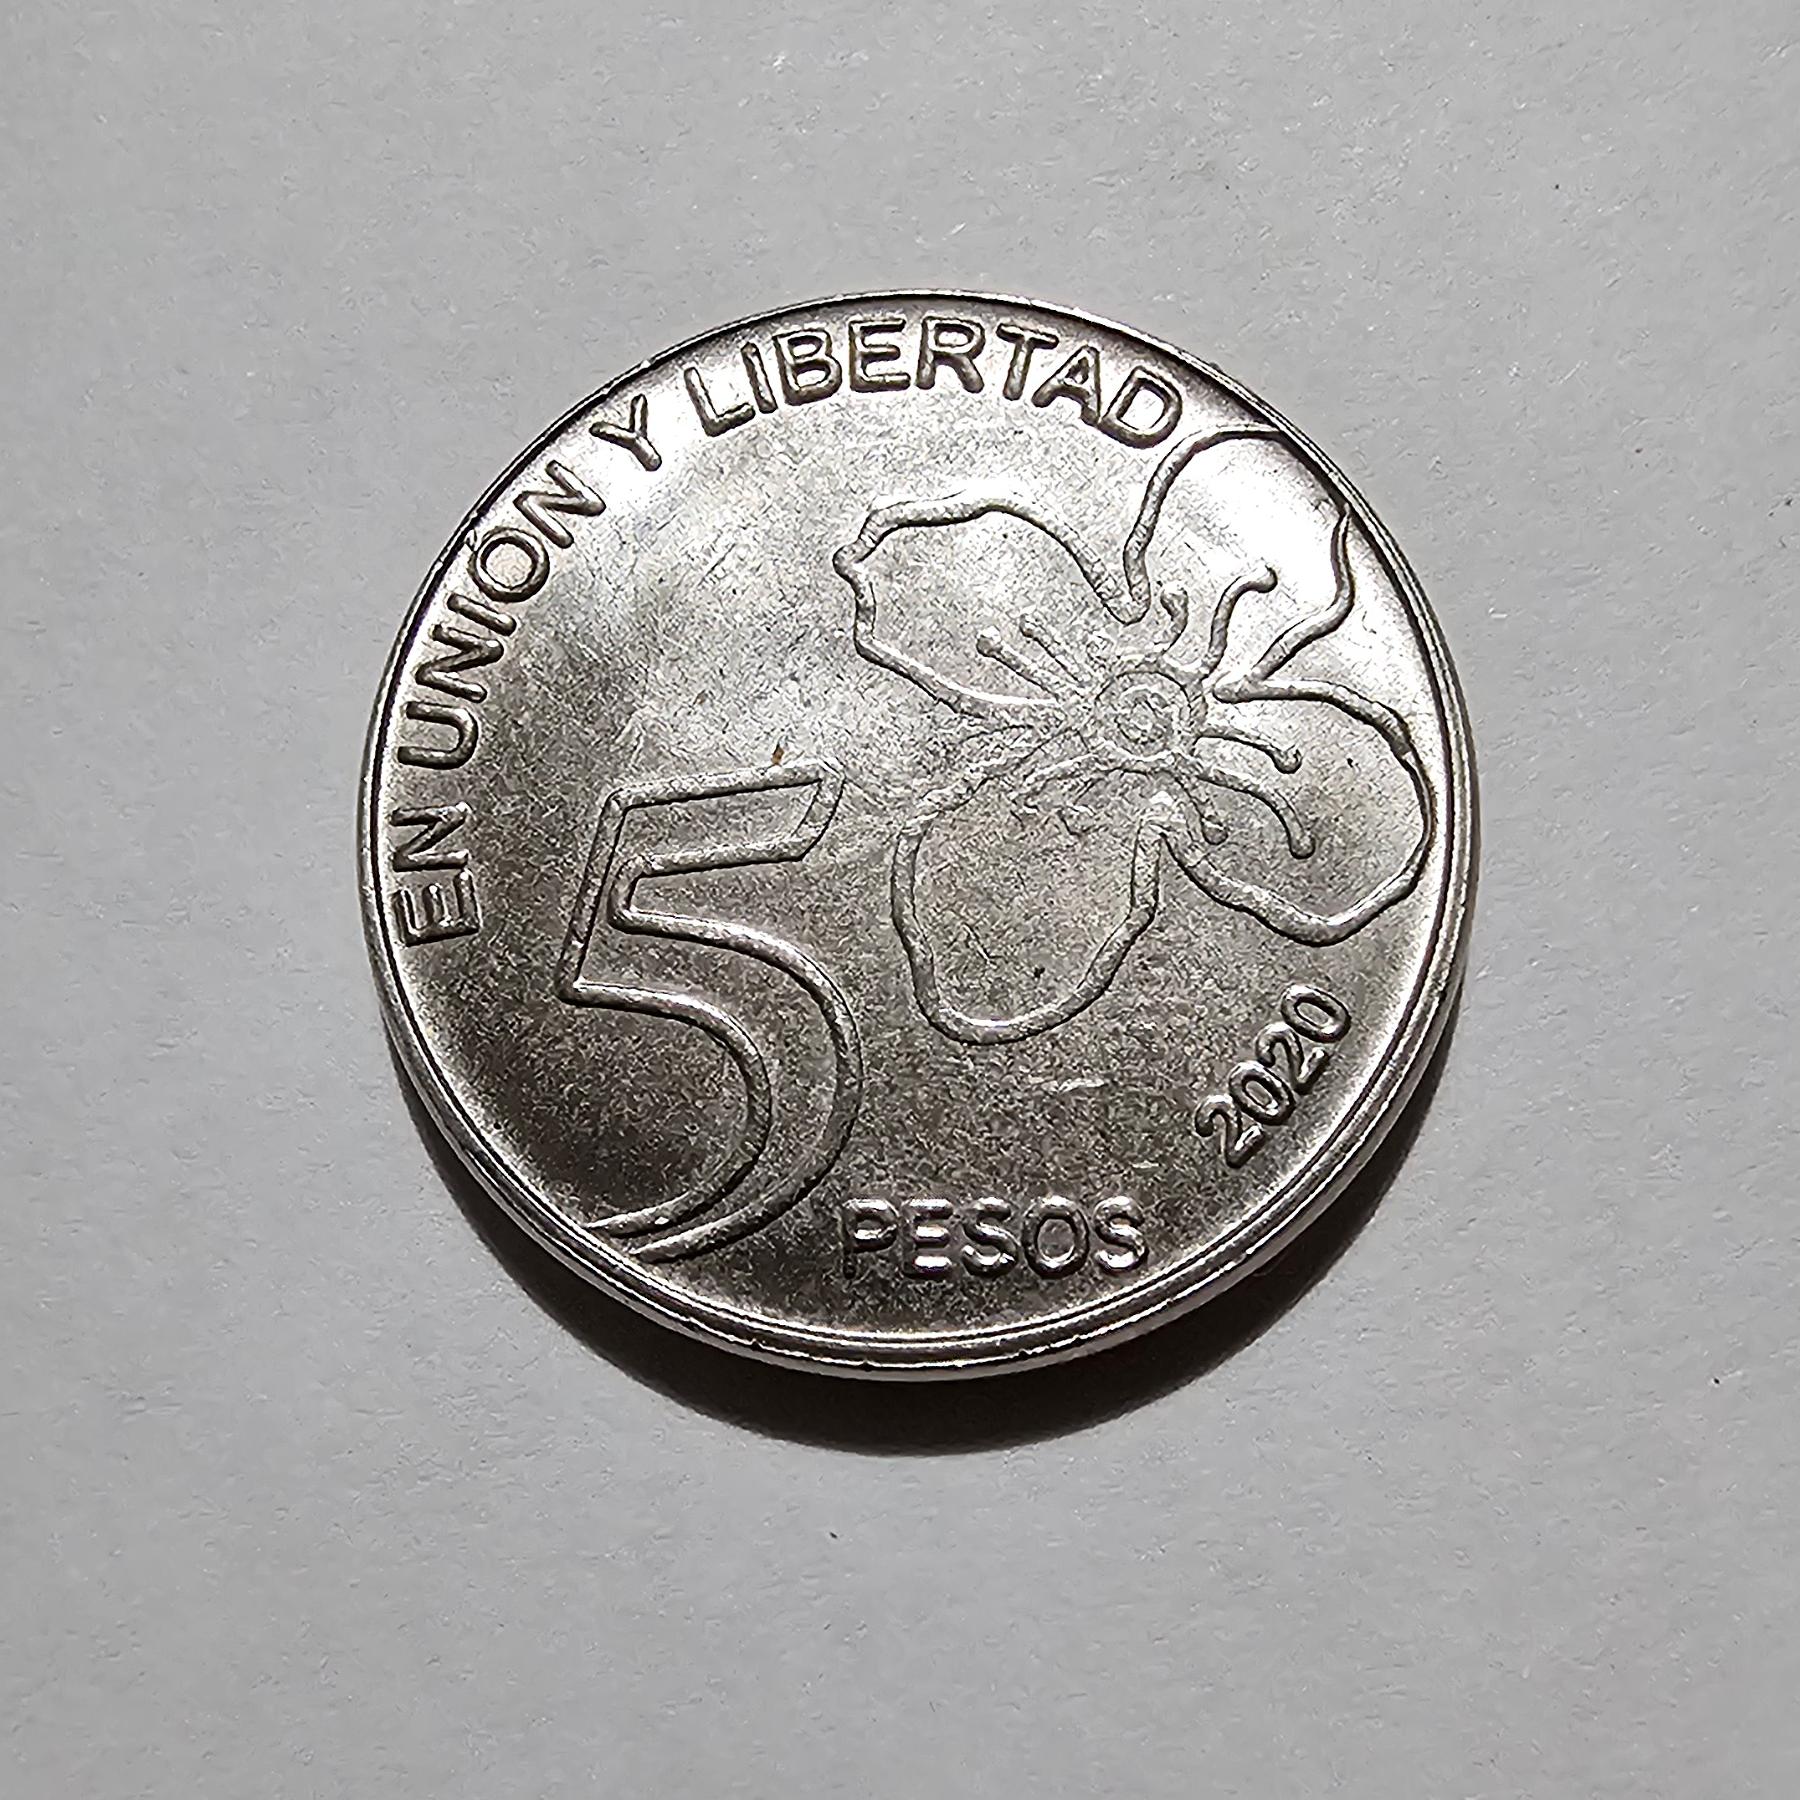 EN UNIÓN Y LIBERTAD
5
PESOS
2020